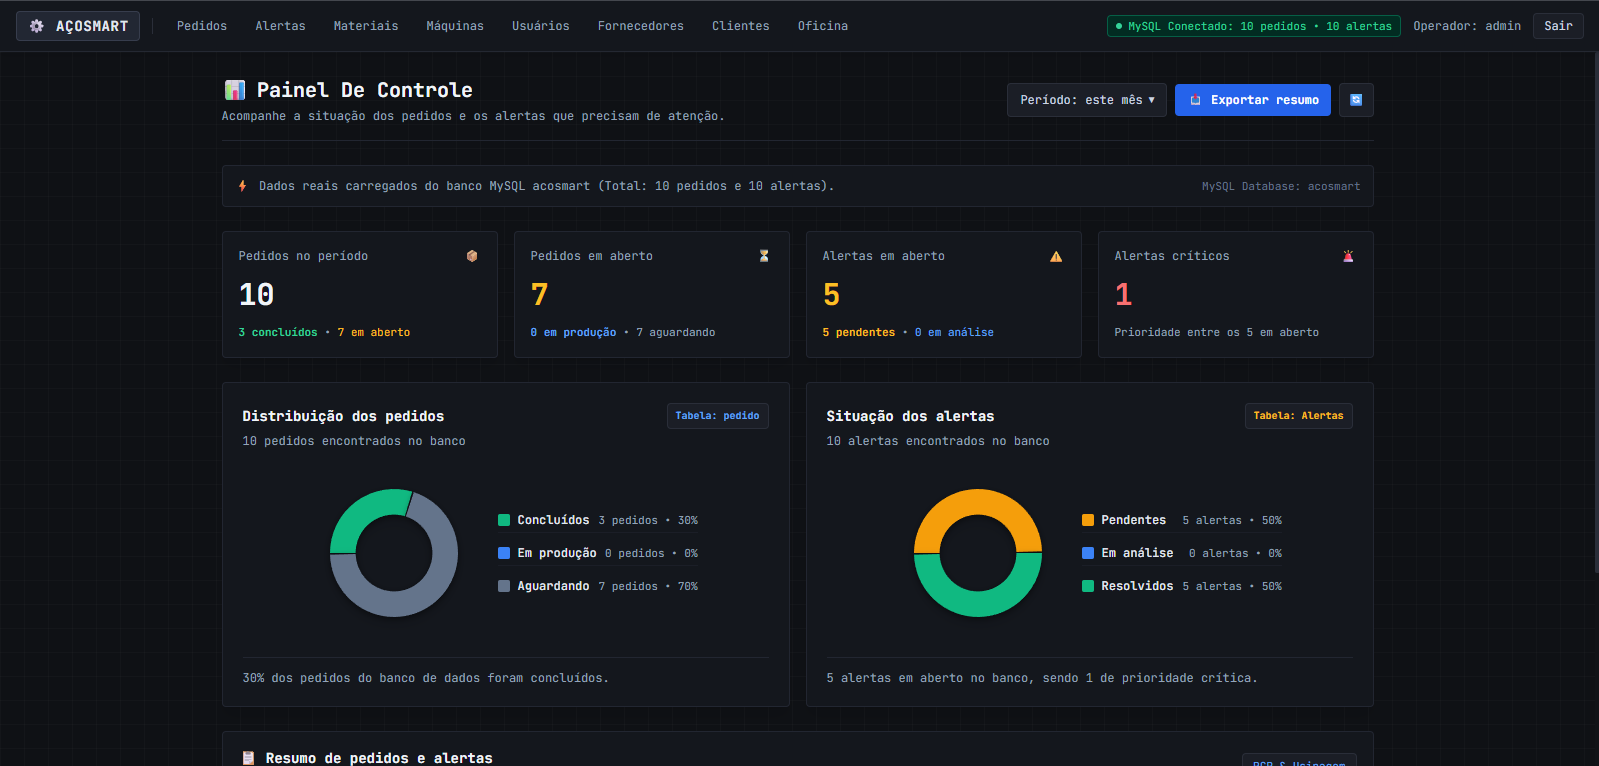 AÇOSMART Pedidos Alertas Materiais Máquinas Usuários Fornecedores Clientes Oficina MySQL Conectado: 10 pedidos • 10 alertas Operador: admin Sair
Painel De Controle
Acompanhe a situação dos pedidos e os alertas que precisam de atenção.
Período: este mês ▾ Exportar resumo
Dados reais carregados do banco MySQL acosmart (Total: 10 pedidos e 10 alertas). MySQL Database: acosmart
Pedidos no período
10
3 concluídos • 7 em aberto
Pedidos em aberto
7
0 em produção • 7 aguardando
Alertas em aberto
5
5 pendentes • 0 em análise
Alertas críticos
1
Prioridade entre os 5 em aberto
Distribuição dos pedidos Tabela: pedido
10 pedidos encontrados no banco
Concluídos 3 pedidos • 30%
Em produção 0 pedidos • 0%
Aguardando 7 pedidos • 70%
30% dos pedidos do banco de dados foram concluídos.
Situação dos alertas Tabela: Alertas
10 alertas encontrados no banco
Pendentes 5 alertas • 50%
Em análise 0 alertas • 0%
Resolvidos 5 alertas • 50%
5 alertas em aberto no banco, sendo 1 de prioridade crítica.
Resumo de pedidos e alertas